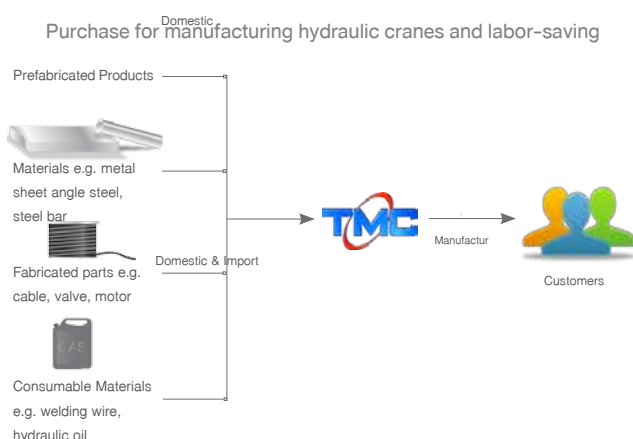 Domestic
Purchase for manufacturing hydraulic cranes and labor-saving
Prefabricated Products
Materials e.g. metal
sheet angle steel,
steel bar
Fabricated parts e.g.
cable, valve, motor
Domestic & Import
GAS
Consumable Materials
e.g. welding wire,
hydraulic oil
TMC
Manufactur
Customers